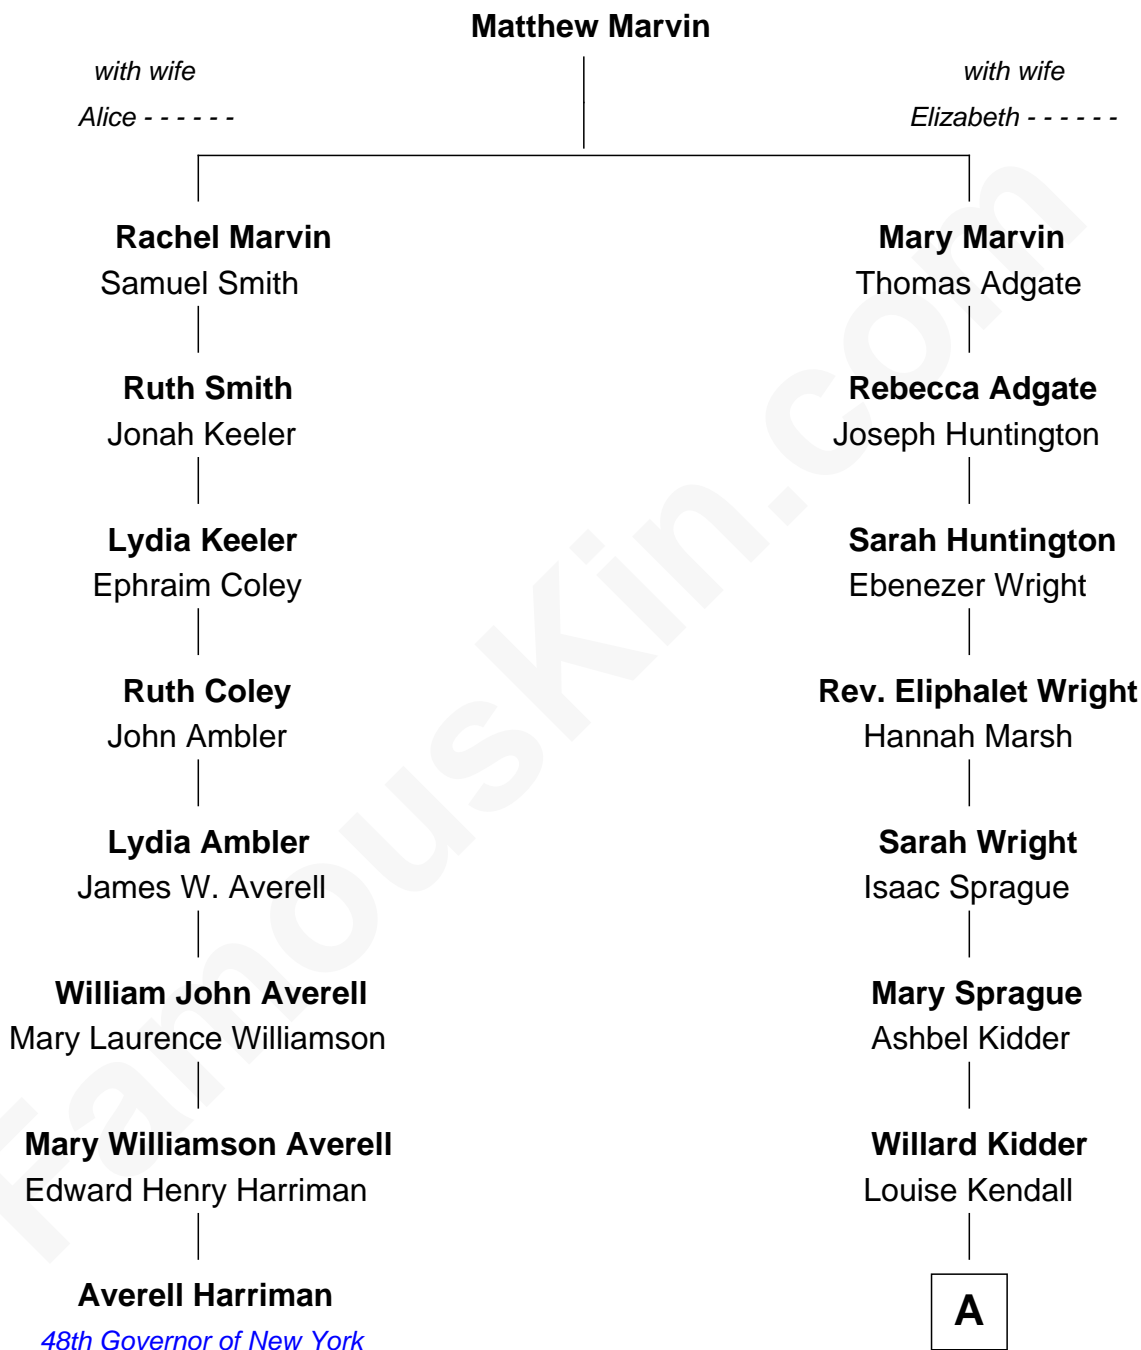 Matthew Marvin
with wife
Alice - - - - - -
with wife
Elizabeth - - - - - -
Rachel Marvin
Samuel Smith
Mary Marvin
Thomas Adgate
Ruth Smith
Jonah Keeler
Rebecca Adgate
Joseph Huntington
Lydia Keeler
Ephraim Coley
Sarah Huntington
Ebenezer Wright
Ruth Coley
John Ambler
Rev. Eliphalet Wright
Hannah Marsh
Lydia Ambler
James W. Averell
Sarah Wright
Isaac Sprague
William John Averell
Mary Laurence Williamson
Mary Sprague
Ashbel Kidder
Mary Williamson Averell
Edward Henry Harriman
Willard Kidder
Louise Kendall
Averell Harriman
48th Governor of New York
A
FamousKin.com